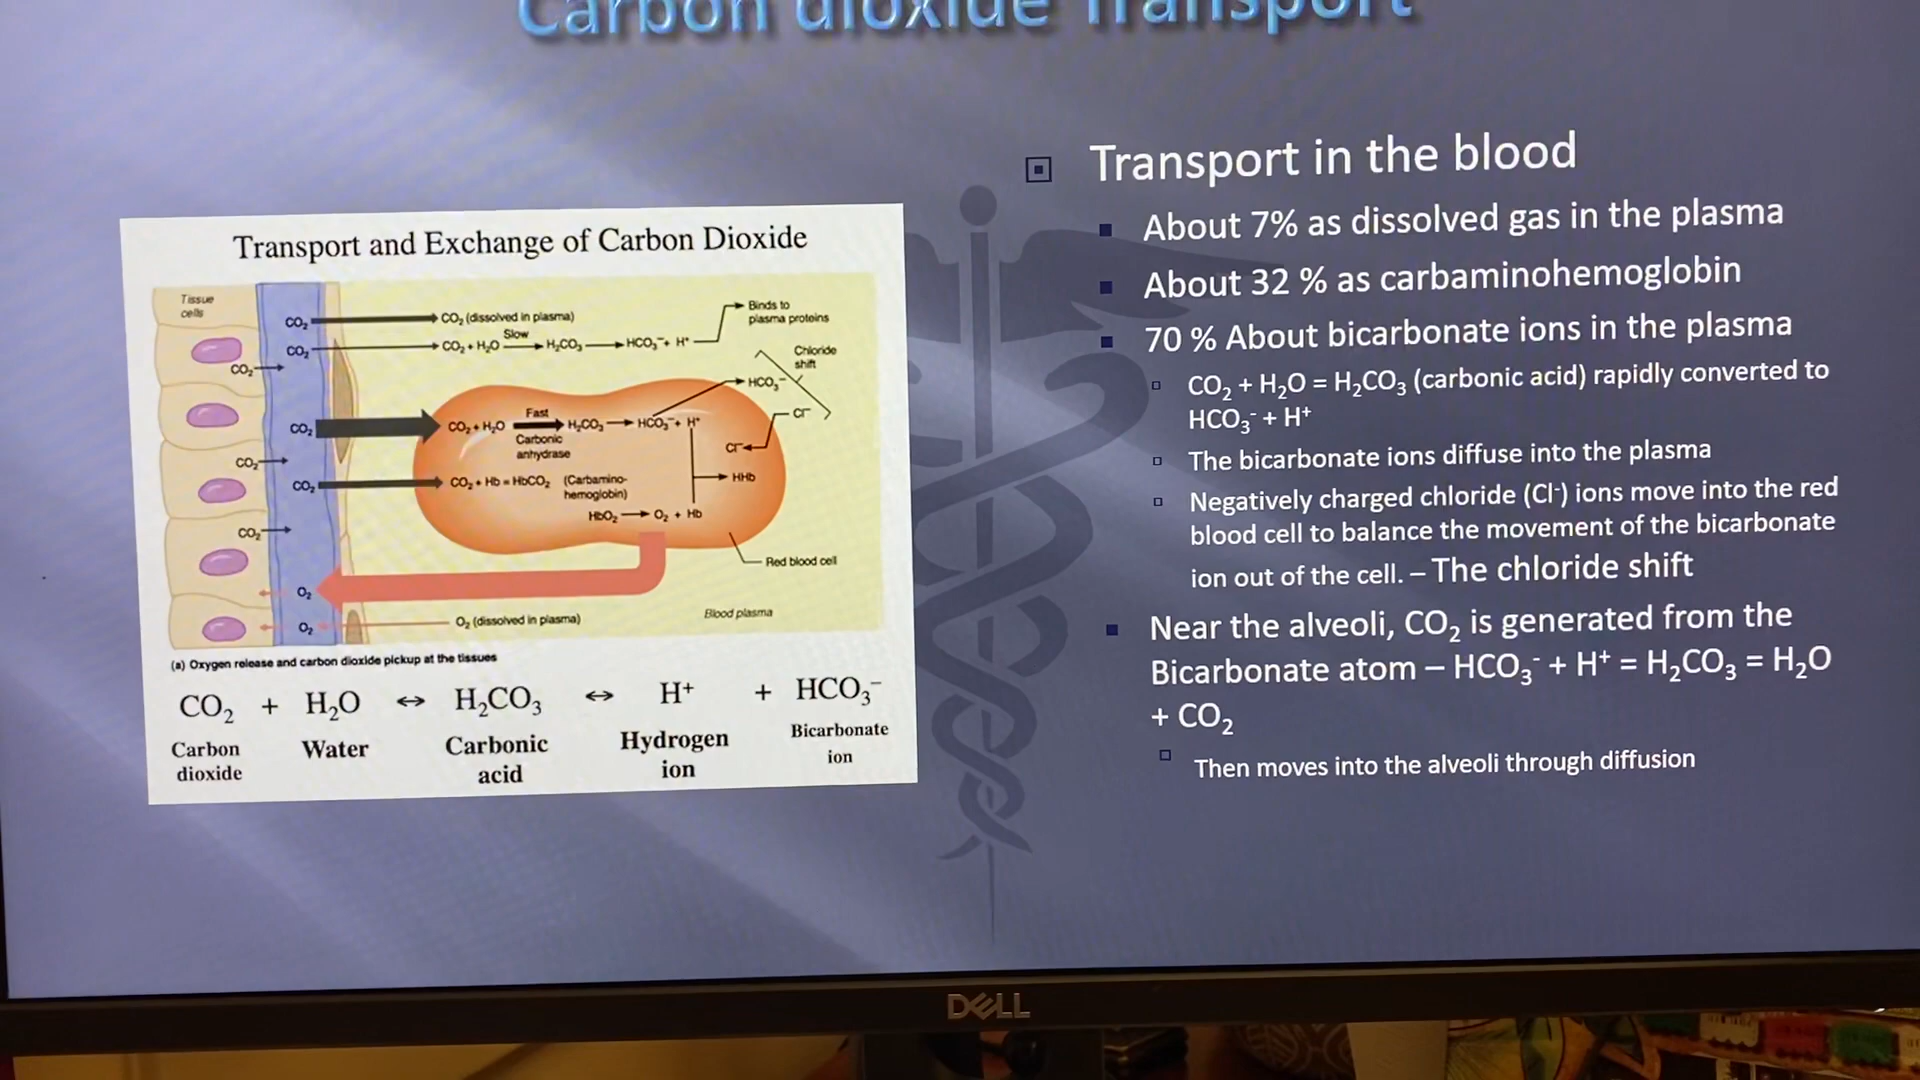 Carbon dioxide Transport
Transport and Exchange of Carbon Dioxide
Tissue
cells
CO₂
CO₂ (dissolved in plasma)
Binds to
plasma proteins
CO₂
CO₂ + H₂O
Slow
H₂CO₃
HCO₃⁻ + H⁺
CO₂
Chloride
shift
HCO₃⁻
Cl⁻
CO₂
CO₂ + H₂O
Fast
Carbonic
anhydrase
H₂CO₃
HCO₃⁻ + H⁺
Cl⁻
CO₂
CO₂
CO₂ + Hb = HbCO₂
(Carbamino-
hemoglobin)
HHb
HbO₂
O₂ + Hb
CO₂
Red blood cell
O₂
O₂
O₂ (dissolved in plasma)
Blood plasma
(a) Oxygen release and carbon dioxide pickup at the tissues
CO₂ + H₂O ↔ H₂CO₃ ↔ H⁺ + HCO₃⁻
Carbon
dioxide
Water
Carbonic
acid
Hydrogen
ion
Bicarbonate
ion
Transport in the blood
About 7% as dissolved gas in the plasma
About 32 % as carbaminohemoglobin
70 % About bicarbonate ions in the plasma
CO₂ + H₂O = H₂CO₃ (carbonic acid) rapidly converted to
HCO₃⁻ + H⁺
The bicarbonate ions diffuse into the plasma
Negatively charged chloride (Cl⁻) ions move into the red
blood cell to balance the movement of the bicarbonate
ion out of the cell. – The chloride shift
Near the alveoli, CO₂ is generated from the
Bicarbonate atom – HCO₃⁻ + H⁺ = H₂CO₃ = H₂O
+ CO₂
Then moves into the alveoli through diffusion
DELL